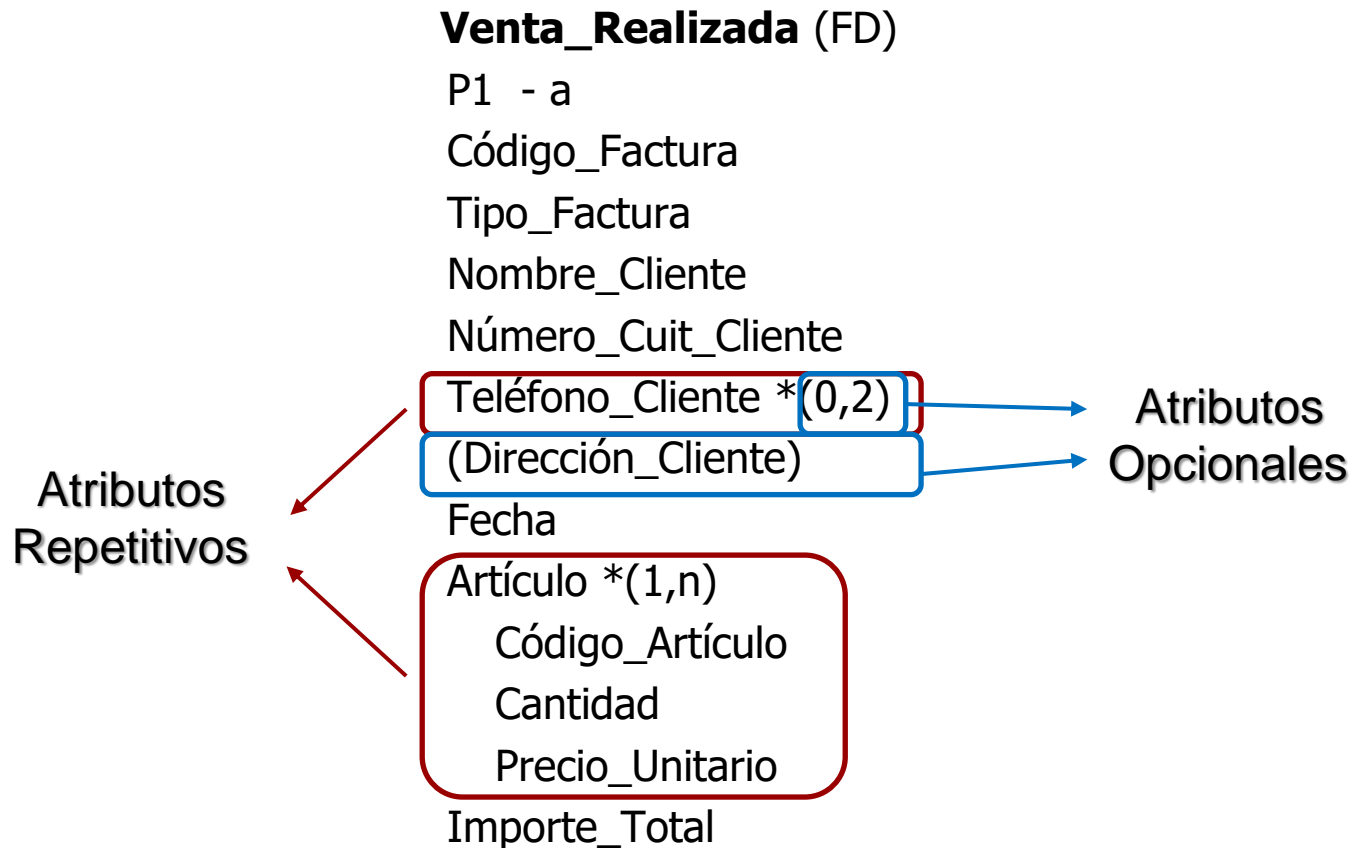 Venta_Realizada (FD)
P1 - a
Código_Factura
Tipo_Factura
Nombre_Cliente
Número_Cuit_Cliente
Teléfono_Cliente *(0,2)
(Dirección_Cliente)
Fecha
Artículo *(1,n)
Código_Artículo
Cantidad
Precio_Unitario
Importe_Total
Atributos
Repetitivos
Atributos
Opcionales